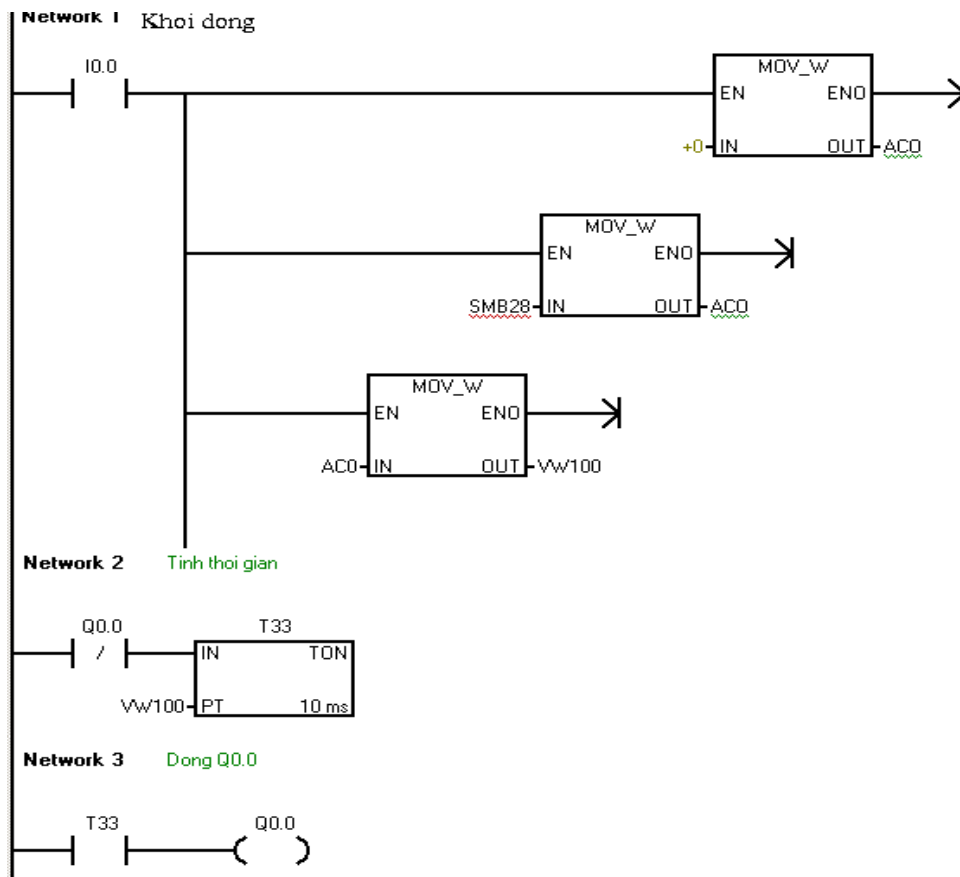 Network 1 Khoi dong
I0.0
MOV_W
EN ENO
+0 IN OUT AC0
MOV_W
EN ENO
SMB28 IN OUT AC0
MOV_W
EN ENO
AC0 IN OUT VW100
Network 2 Tinh thoi gian
Q0.0 T33
/ IN TON
VW100 PT 10 ms
Network 3 Dong Q0.0
T33 Q0.0